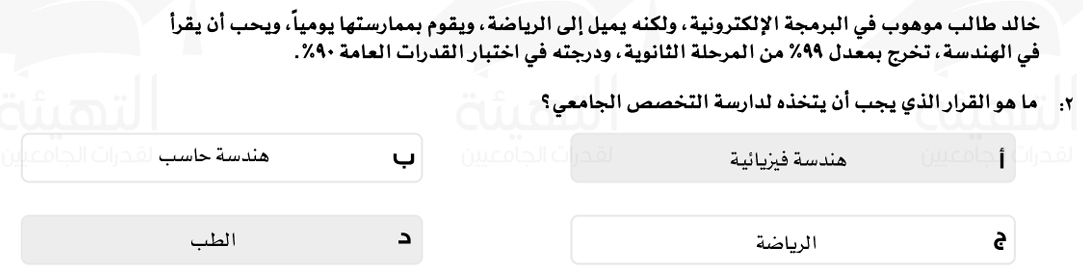 خالد طالب موهوب في البرمجة الإلكترونية، ولكنه يميل إلى الرياضة، ويقوم بممارستها يومياً، ويحب أن يقرأ
في الهندسة، تخرج بمعدل ٩٩٪ من المرحلة الثانوية، ودرجته في اختبار القدرات العامة ٩٠٪.
٢: ما هو القرار الذي يجب أن يتخذه لدارسة التخصص الجامعي؟
أ هندسة فيزيائية
ب هندسة حاسب
ج الرياضة
د الطب
التهيئة
لقدرات الجامعيين
التهيئة
لقدرات الجامعيين
التهيئة
لقدرات الجامعيين